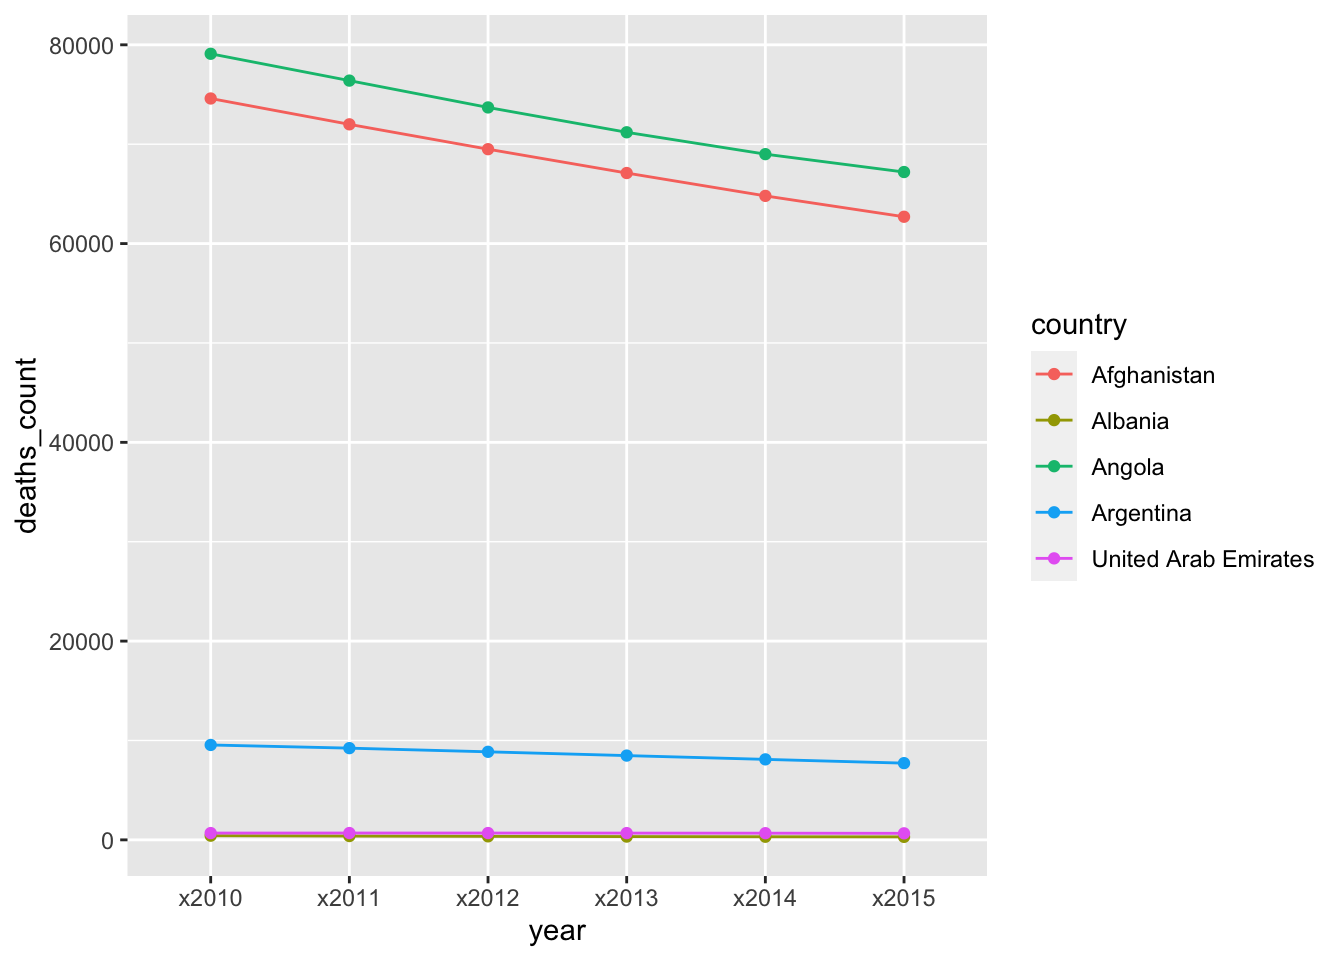 80000
60000
40000
20000
0
deaths_count
x2010 x2011 x2012 x2013 x2014 x2015
year
country
Afghanistan
Albania
Angola
Argentina
United Arab Emirates